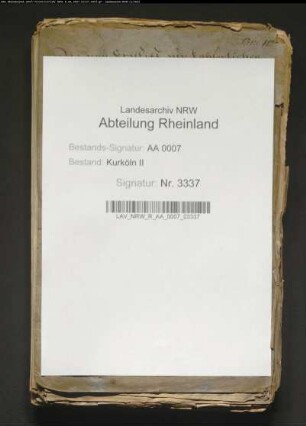 Landesarchiv NRW
Abteilung Rheinland
Bestands-Signatur: AA 0007
Bestand: Kurköln II
Signatur: Nr. 3337
LAV_NRW_R_AA_0007_03337